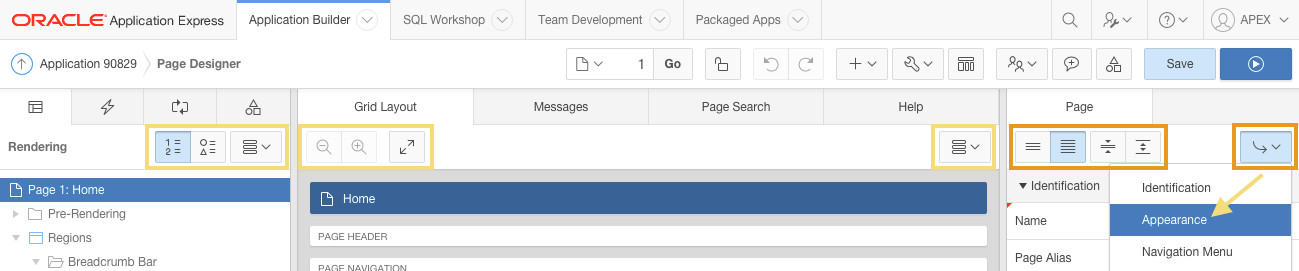 ORACLE Application Express Application Builder SQL Workshop Team Development Packaged Apps APEX
Application 90829 Page Designer 1 Go Save
Grid Layout Messages Page Search Help Page
Rendering
1
2
Page 1: Home
Home
Identification
Identification
Pre-Rendering
Name
Appearance
Regions
PAGE HEADER
Breadcrumb Bar
PAGE NAVIGATION
Page Alias
Navigation Menu